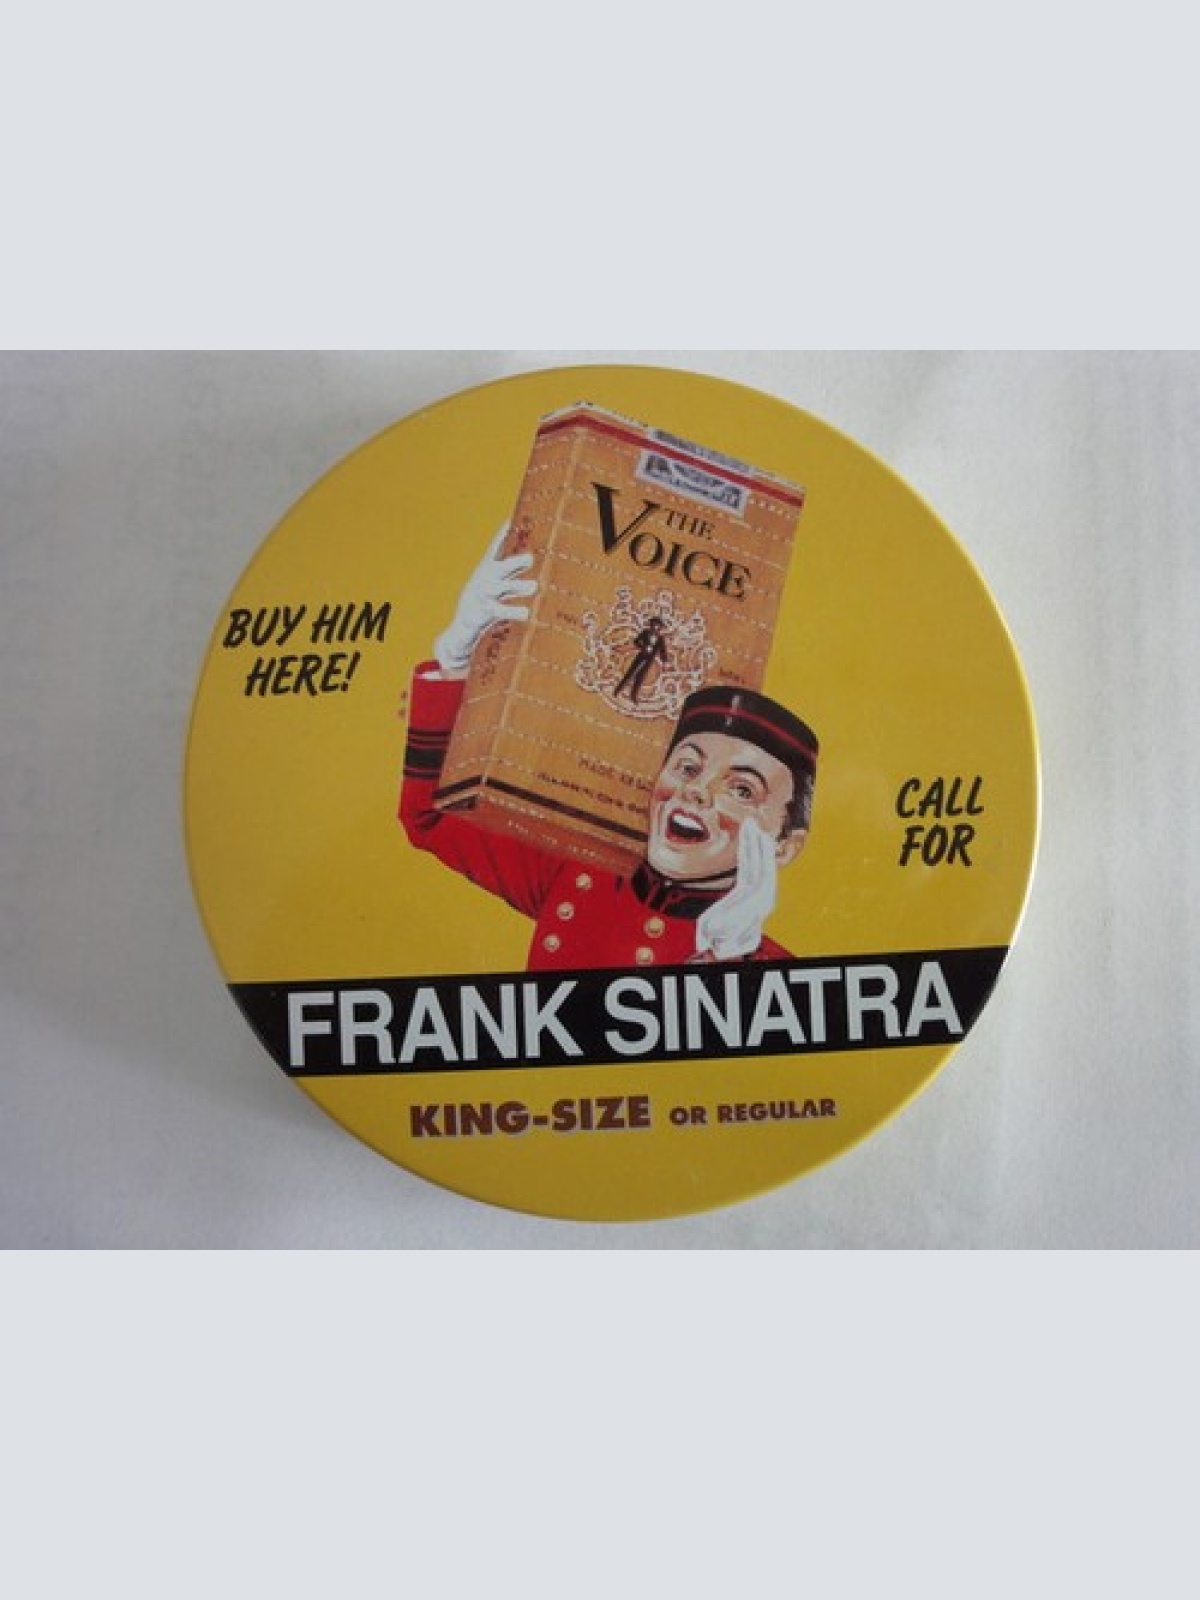 THE
VOICE
BUY HIM
HERE!
CALL
FOR
FRANK SINATRA
KING-SIZE OR REGULAR